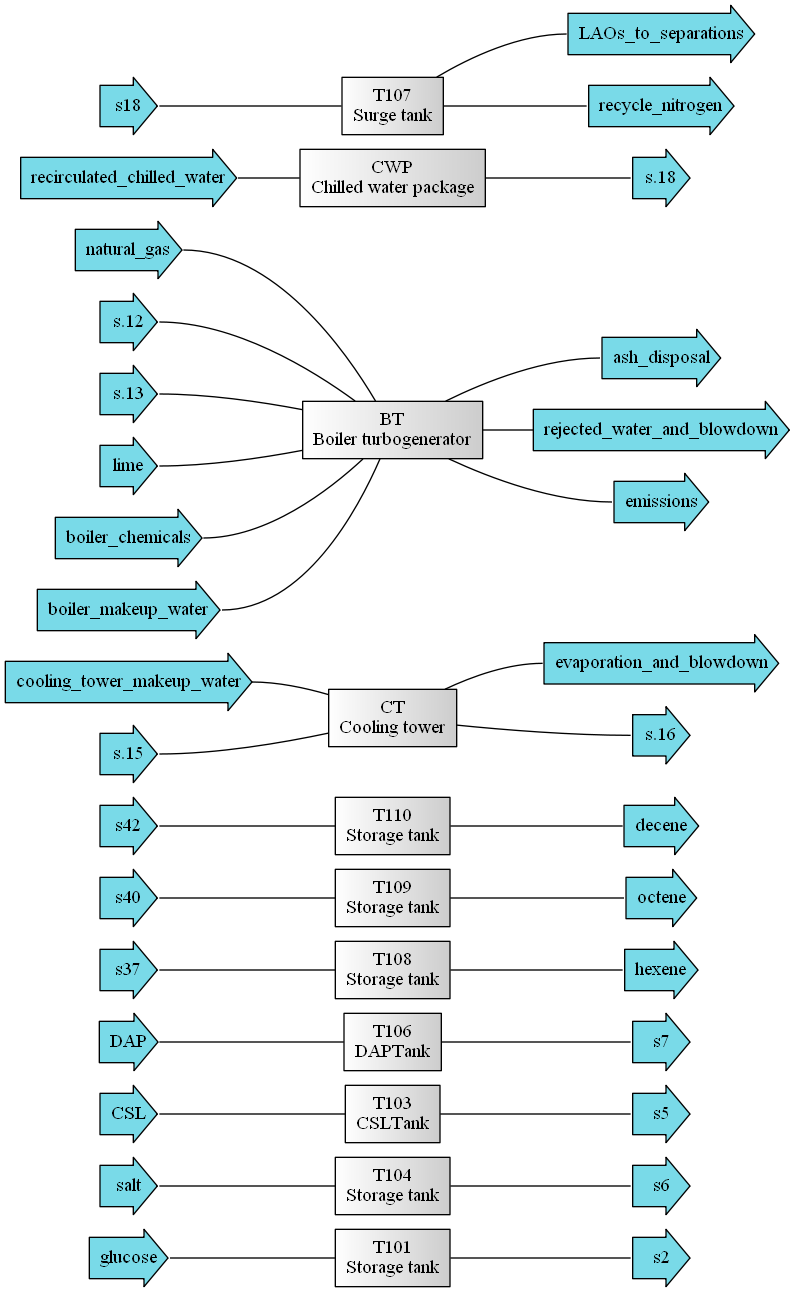 LAOs_to_separations
s18
T107
Surge tank
recycle_nitrogen
recirculated_chilled_water
CWP
Chilled water package
s.18
natural_gas
s.12
s.13
lime
boiler_chemicals
boiler_makeup_water
BT
Boiler turbogenerator
ash_disposal
rejected_water_and_blowdown
emissions
cooling_tower_makeup_water
s.15
CT
Cooling tower
evaporation_and_blowdown
s.16
s42
T110
Storage tank
decene
s40
T109
Storage tank
octene
s37
T108
Storage tank
hexene
DAP
T106
DAPTank
s7
CSL
T103
CSLTank
s5
salt
T104
Storage tank
s6
glucose
T101
Storage tank
s2